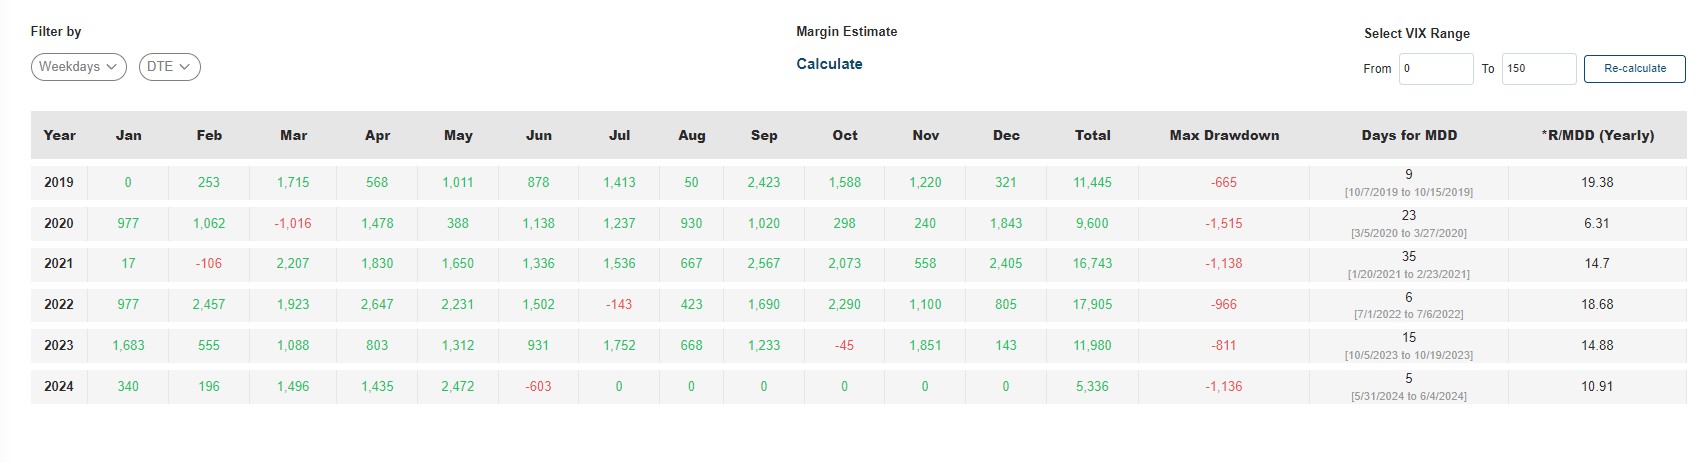 Filter by Margin Estimate Select VIX Range
Weekdays DTE Calculate From 0 To 150 Re-calculate
Year Jan Feb Mar Apr May Jun Jul Aug Sep Oct Nov Dec Total Max Drawdown Days for MDD *R/MDD (Yearly)
2019 0 253 1,715 568 1,011 878 1,413 50 2,423 1,588 1,220 321 11,445 -665 9 19.38
[10/7/2019 to 10/15/2019]
2020 977 1,062 -1,016 1,478 388 1,138 1,237 930 1,020 298 240 1,843 9,600 -1,515 23 6.31
[3/5/2020 to 3/27/2020]
2021 17 -106 2,207 1,830 1,650 1,336 1,536 667 2,567 2,073 558 2,405 16,743 -1,138 35 14.7
[1/20/2021 to 2/23/2021]
2022 977 2,457 1,923 2,647 2,231 1,502 -143 423 1,690 2,290 1,100 805 17,905 -966 6 18.68
[7/1/2022 to 7/6/2022]
2023 1,683 555 1,088 803 1,312 931 1,752 668 1,233 -45 1,851 143 11,980 -811 15 14.88
[10/5/2023 to 10/19/2023]
2024 340 196 1,496 1,435 2,472 -603 0 0 0 0 0 0 5,336 -1,136 5 10.91
[5/31/2024 to 6/4/2024]